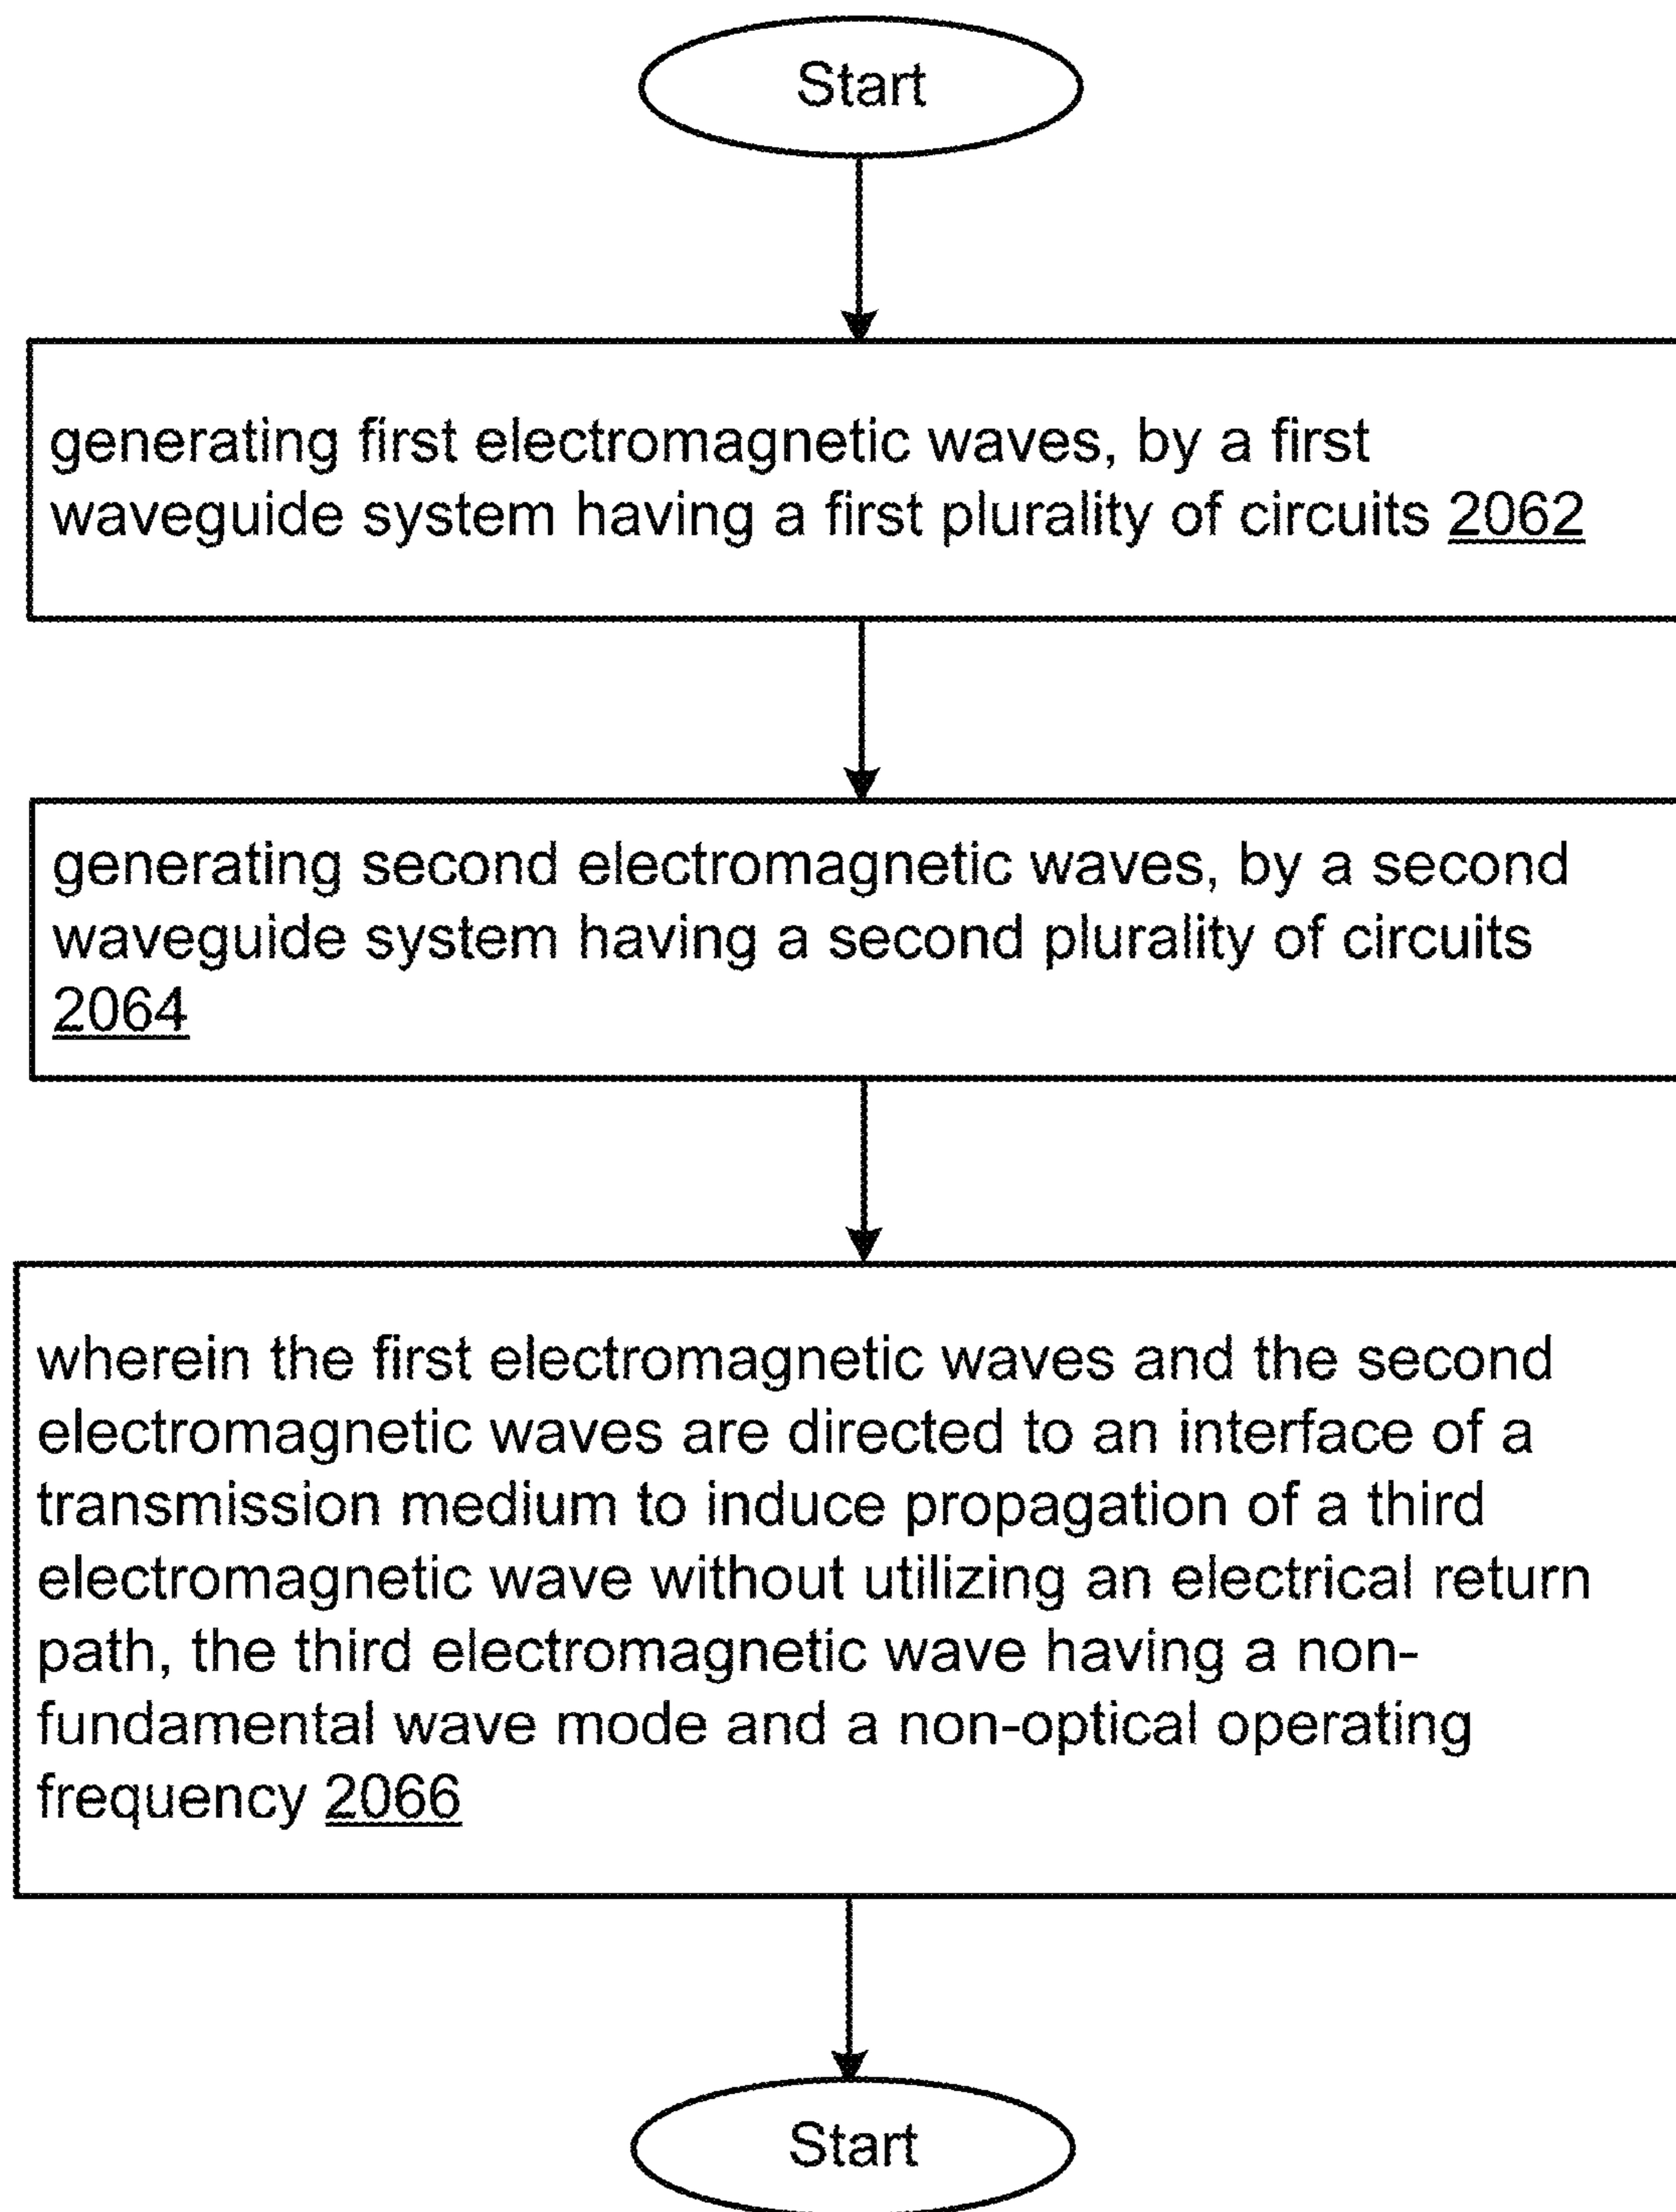 Start
generating first electromagnetic waves, by a first
waveguide system having a first plurality of circuits 2062
generating second electromagnetic waves, by a second
waveguide system having a second plurality of circuits
2064
wherein the first electromagnetic waves and the second
electromagnetic waves are directed to an interface of a
transmission medium to induce propagation of a third
electromagnetic wave without utilizing an electrical return
path, the third electromagnetic wave having a non-
fundamental wave mode and a non-optical operating
frequency 2066
Start